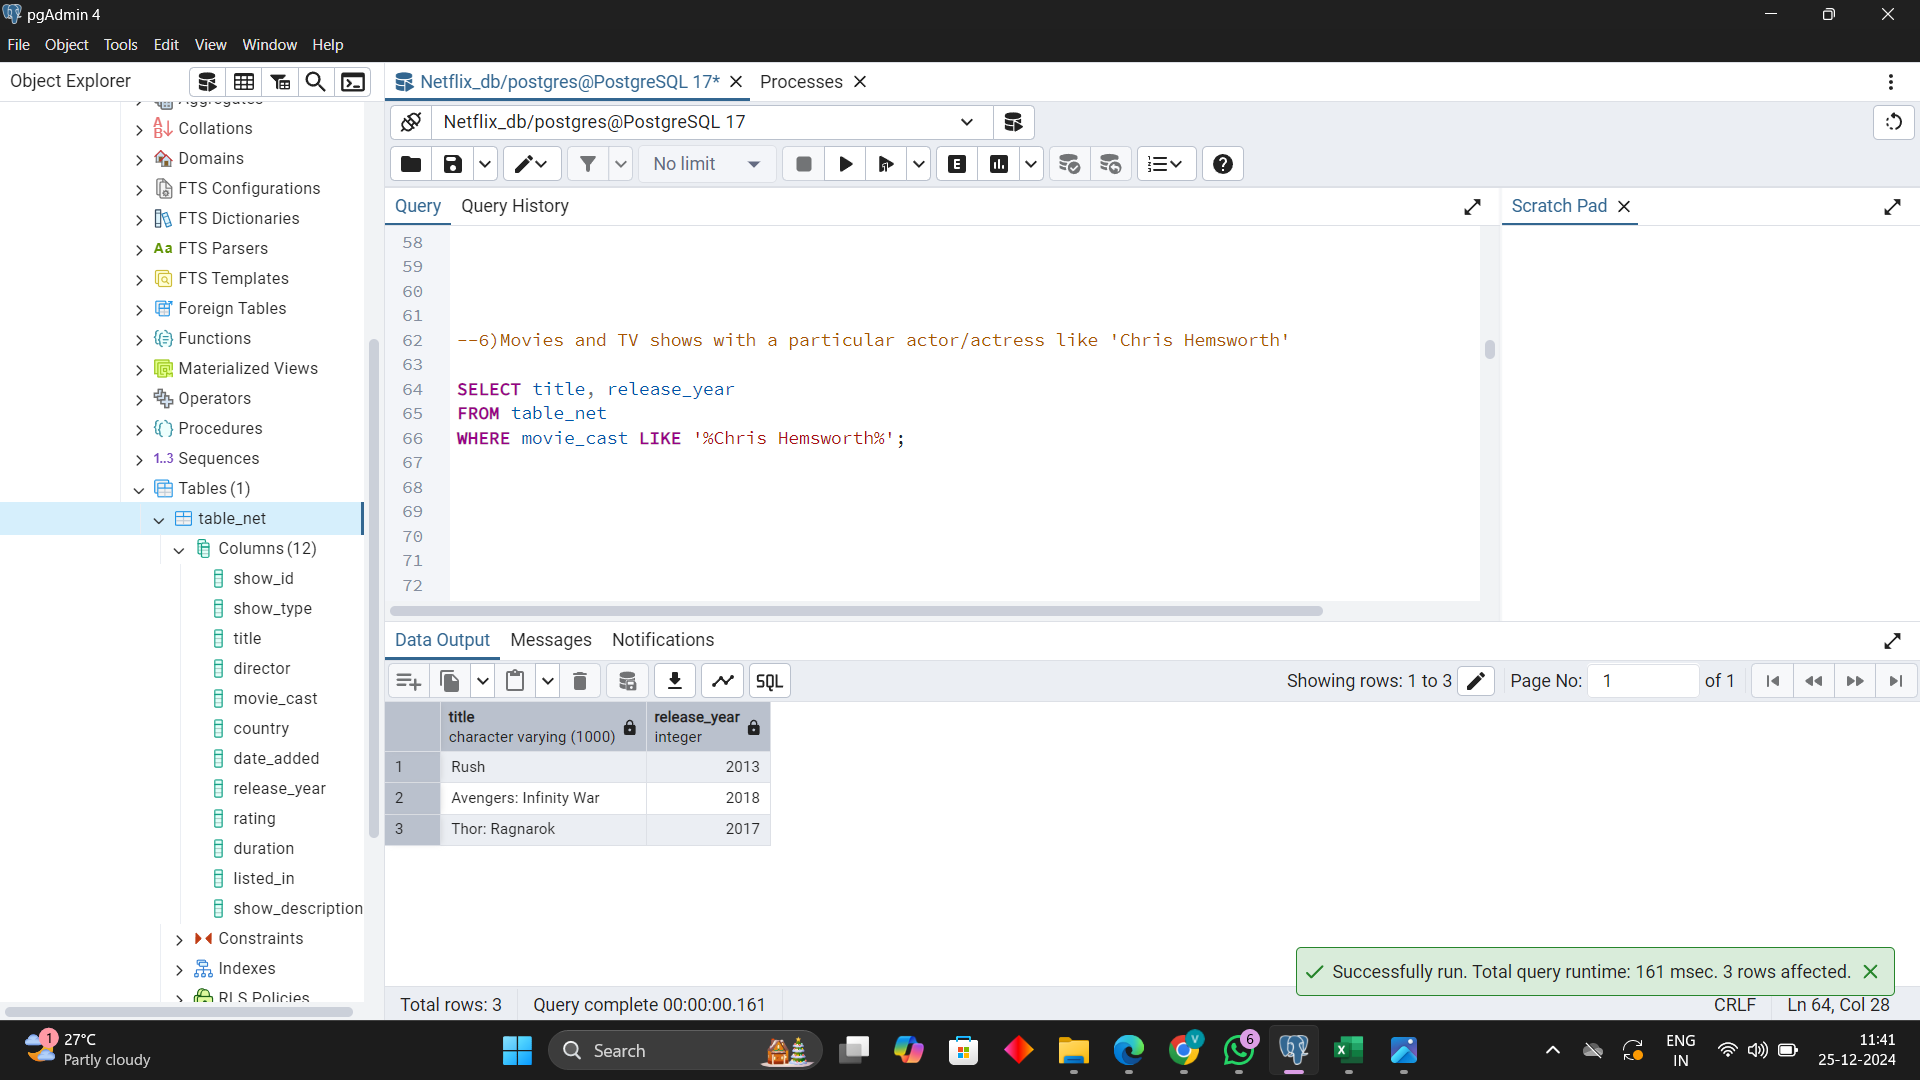 pgAdmin 4
File Object Tools Edit View Window Help
Object Explorer
Netflix_db/postgres@PostgreSQL 17* Processes
Netflix_db/postgres@PostgreSQL 17
No limit
E
Query Query History
Scratch Pad
Aggregates
Collations
Domains
FTS Configurations
FTS Dictionaries
Aa FTS Parsers
FTS Templates
Foreign Tables
Functions
Materialized Views
Operators
Procedures
1..3 Sequences
Tables (1)
table_net
Columns (12)
show_id
show_type
title
director
movie_cast
country
date_added
release_year
rating
duration
listed_in
show_description
Constraints
Indexes
RLS Policies
58
59
60
61
62 --6)Movies and TV shows with a particular actor/actress like 'Chris Hemsworth'
63
64 SELECT title, release_year
65 FROM table_net
66 WHERE movie_cast LIKE '%Chris Hemsworth%';
67
68
69
70
71
72
Data Output Messages Notifications
SQL
Showing rows: 1 to 3
Page No: 1 of 1
title release_year
character varying (1000) integer
1 Rush 2013
2 Avengers: Infinity War 2018
3 Thor: Ragnarok 2017
Successfully run. Total query runtime: 161 msec. 3 rows affected.
Total rows: 3 Query complete 00:00:00.161
CRLF Ln 64, Col 28
1
27°C
Partly cloudy
Search
V
6
ENG
IN
11:41
25-12-2024